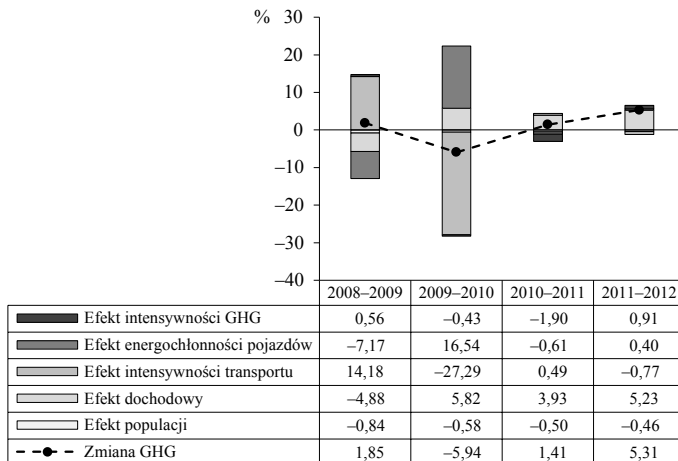 %
30
20
10
0
–10
–20
–30
–40
2008–2009 2009–2010 2010–2011 2011–2012
Efekt intensywności GHG 0,56 –0,43 –1,90 0,91
Efekt energochłonności pojazdów –7,17 16,54 –0,61 0,40
Efekt intensywności transportu 14,18 –27,29 0,49 –0,77
Efekt dochodowy –4,88 5,82 3,93 5,23
Efekt populacji –0,84 –0,58 –0,50 –0,46
Zmiana GHG 1,85 –5,94 1,41 5,31